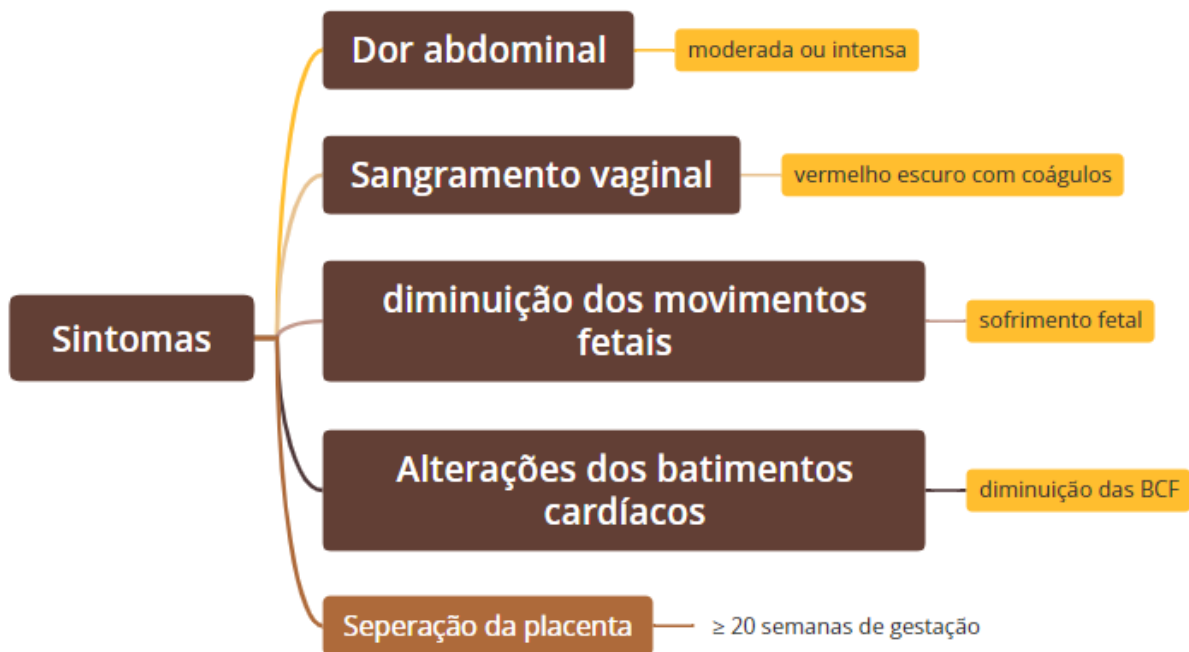 Dor abdominal
moderada ou intensa
Sangramento vaginal
vermelho escuro com coágulos
diminuição dos movimentos
fetais
sofrimento fetal
Sintomas
Alterações dos batimentos
cardíacos
diminuição das BCF
Seperação da placenta
≥ 20 semanas de gestação